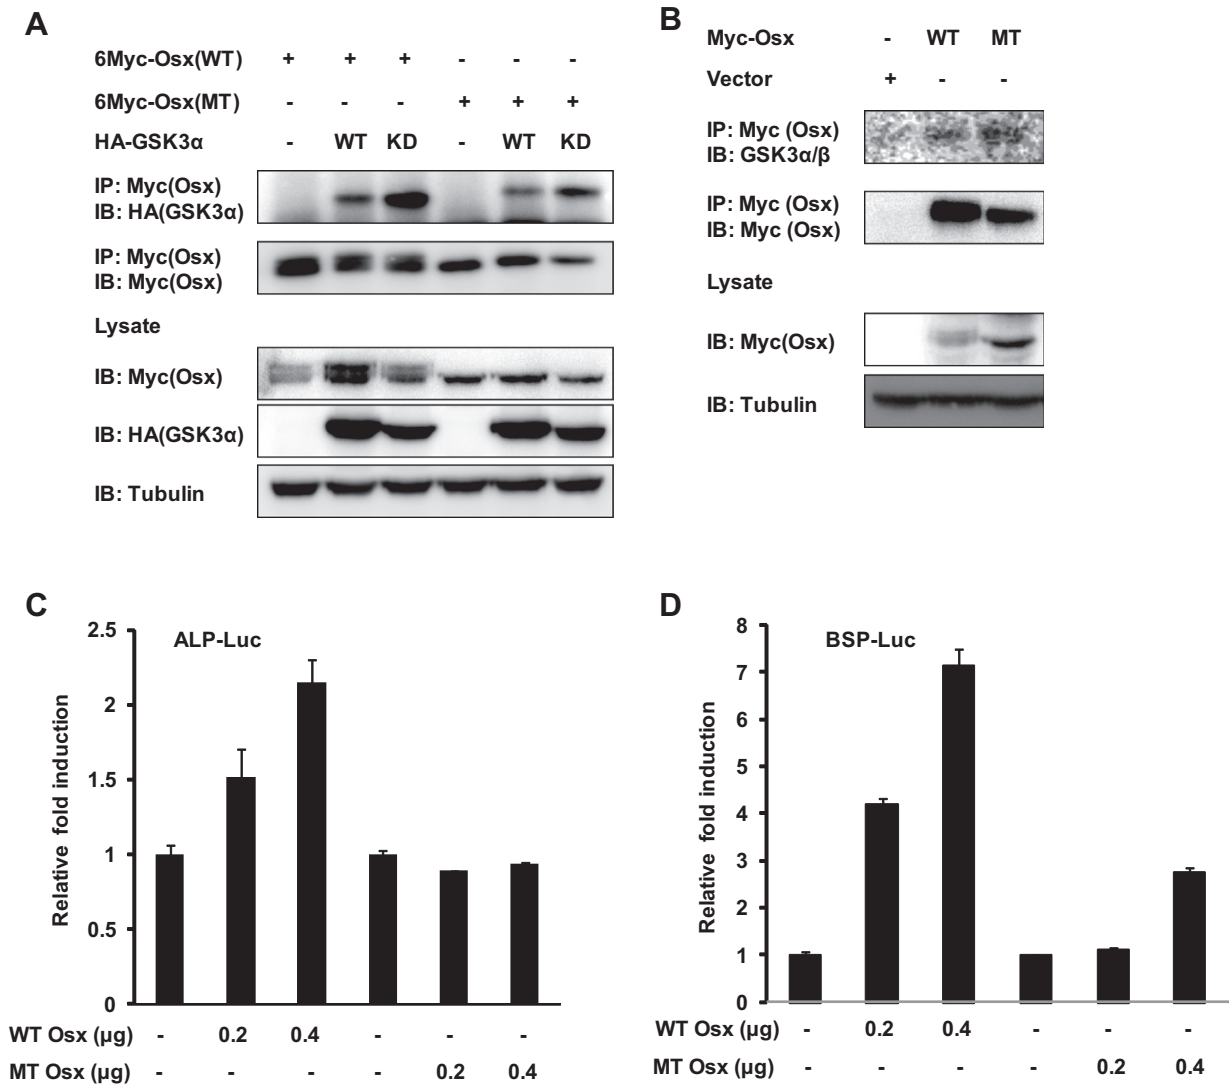 A
6Myc-Osx(WT) + + + - - -
6Myc-Osx(MT) - - - + + +
HA-GSK3α - WT KD - WT KD
IP: Myc(Osx)
IB: HA(GSK3α)
IP: Myc(Osx)
IB: Myc(Osx)
Lysate
IB: Myc(Osx)
IB: HA(GSK3α)
IB: Tubulin
B
Myc-Osx - WT MT
Vector + - -
IP: Myc (Osx)
IB: GSK3α/β
IP: Myc (Osx)
IB: Myc (Osx)
Lysate
IB: Myc(Osx)
IB: Tubulin
C
ALP-Luc
Relative fold induction
2.5
2
1.5
1
0.5
0
WT Osx (µg) - 0.2 0.4 - - -
MT Osx (µg) - - - - 0.2 0.4
D
BSP-Luc
Relative fold induction
8
7
6
5
4
3
2
1
0
WT Osx (µg) - 0.2 0.4 - - -
MT Osx (µg) - - - - 0.2 0.4